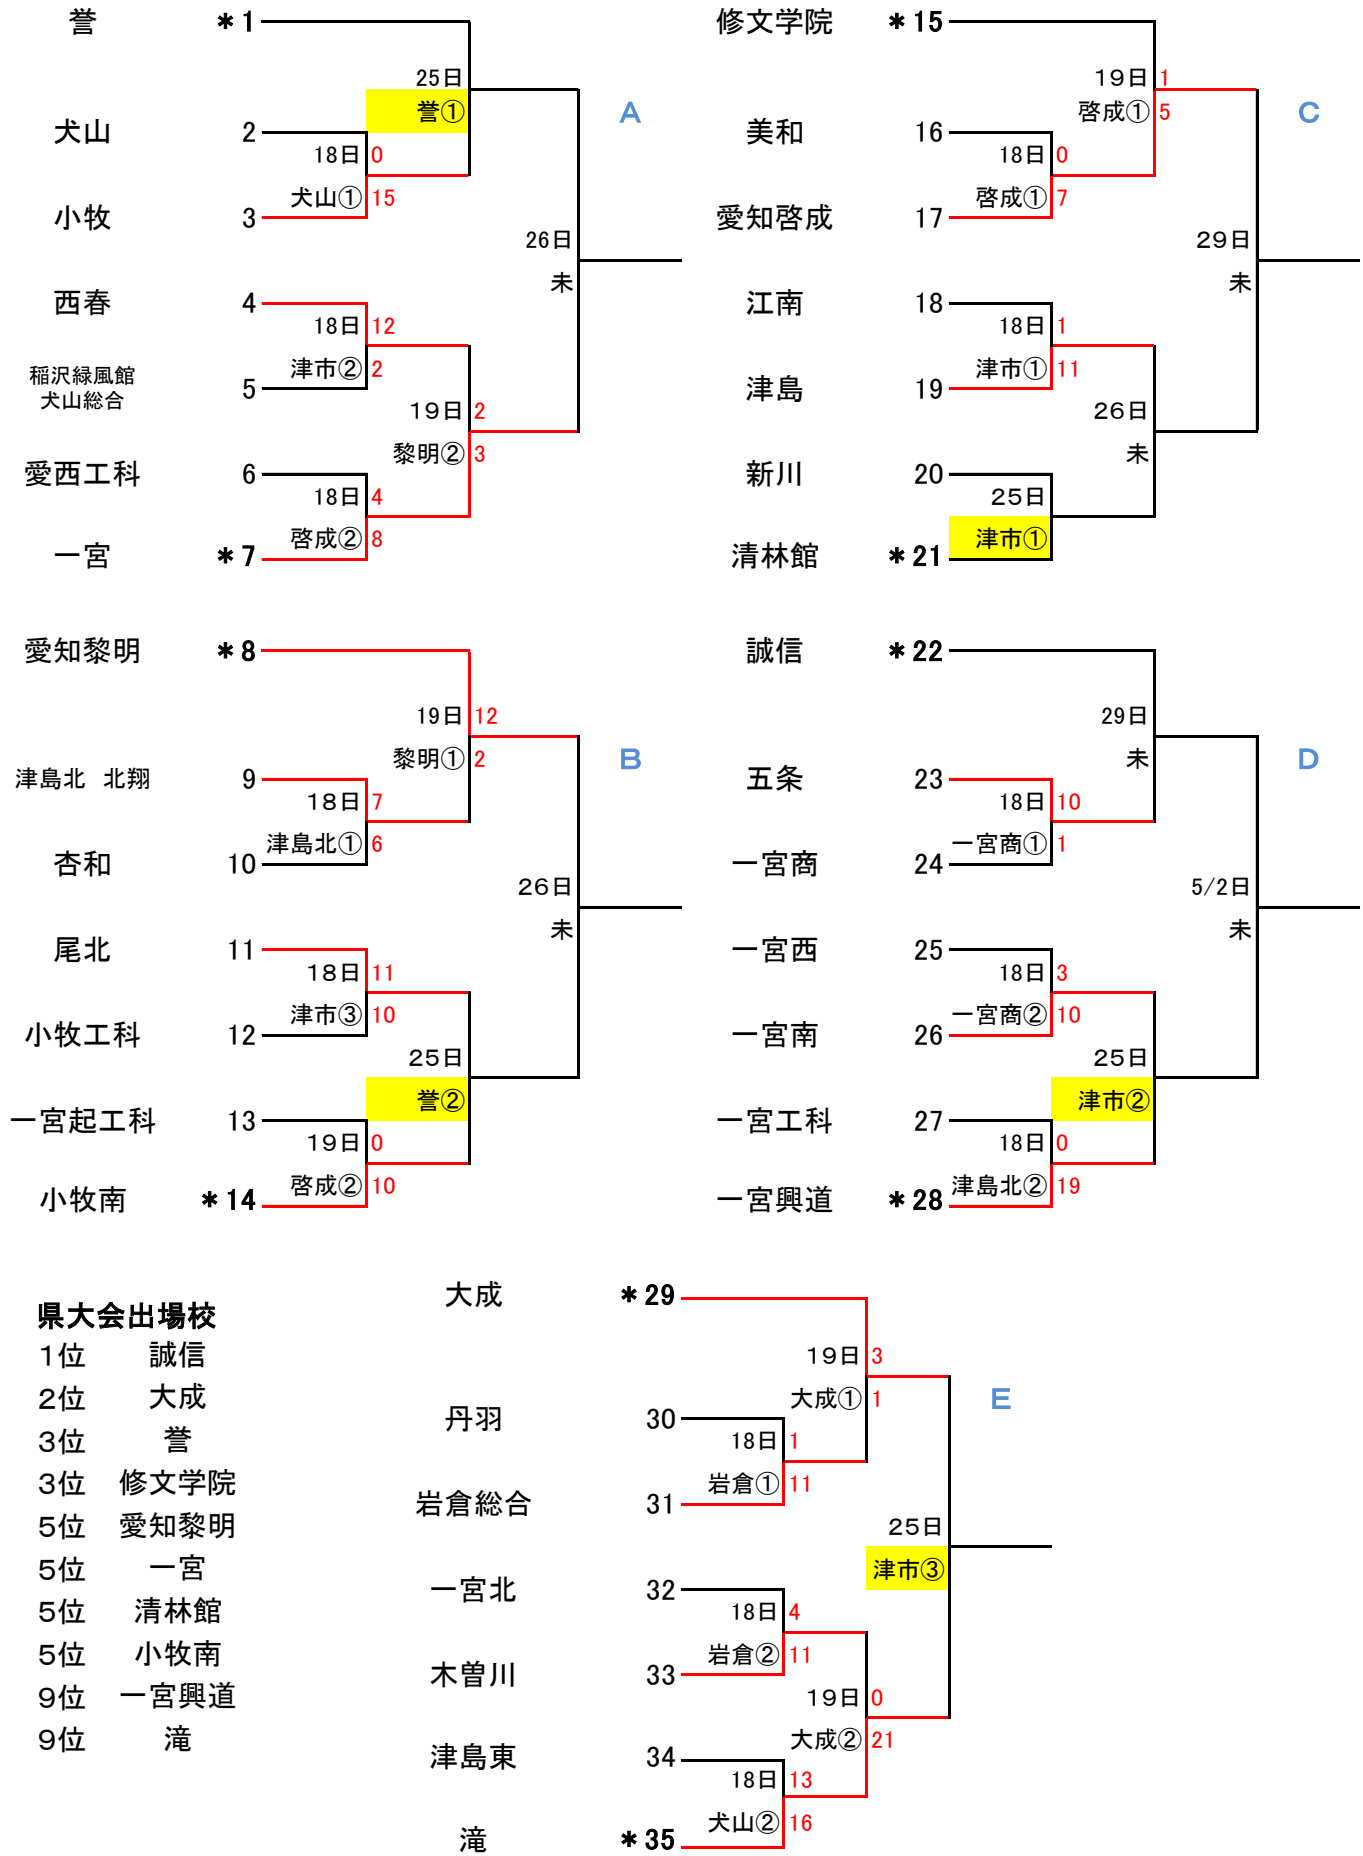 誉 ＊1
25日
誉①
A
犬山 2
18日 0
犬山① 15
小牧 3
26日
未
西春 4
18日 12
津市② 2
稲沢緑風館
犬山総合
5
19日 2
黎明② 3
愛西工科 6
18日 4
啓成② 8
一宮 ＊7
修文学院 ＊15
19日 1
啓成① 5
C
美和 16
18日 0
啓成① 7
愛知啓成 17
29日
未
江南 18
18日 1
津市① 11
津島 19
26日
未
新川 20
25日
津市①
清林館 ＊21
愛知黎明 ＊8
19日 12
黎明① 2
B
津島北 北翔 9
18日 7
津島北① 6
杏和 10
26日
未
尾北 11
18日 11
津市③ 10
小牧工科 12
25日
誉②
一宮起工科 13
19日 0
啓成② 10
小牧南 ＊14
誠信 ＊22
29日
未
D
五条 23
18日 10
一宮商① 1
一宮商 24
5/2日
未
一宮西 25
18日 3
一宮商② 10
一宮南 26
25日
津市②
一宮工科 27
18日 0
津島北② 19
一宮興道 ＊28
県大会出場校
1位 誠信
2位 大成
3位 誉
3位 修文学院
5位 愛知黎明
5位 一宮
5位 清林館
5位 小牧南
9位 一宮興道
9位 滝
大成 ＊29
19日 3
大成① 1
E
丹羽 30
18日 1
岩倉① 11
岩倉総合 31
25日
津市③
一宮北 32
18日 4
岩倉② 11
木曽川 33
19日 0
大成② 21
津島東 34
18日 13
犬山② 16
滝 ＊35